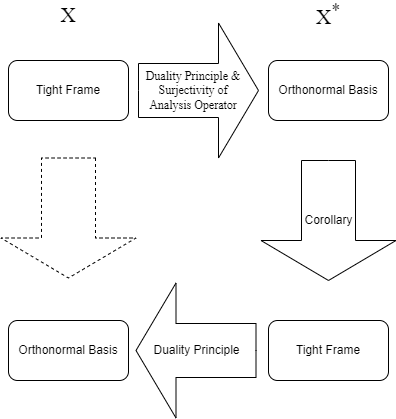 X
X*
Tight Frame
Duality Principle &
Surjectivity of
Analysis Operator
Orthonormal Basis
Corollary
Orthonormal Basis
Duality Principle
Tight Frame